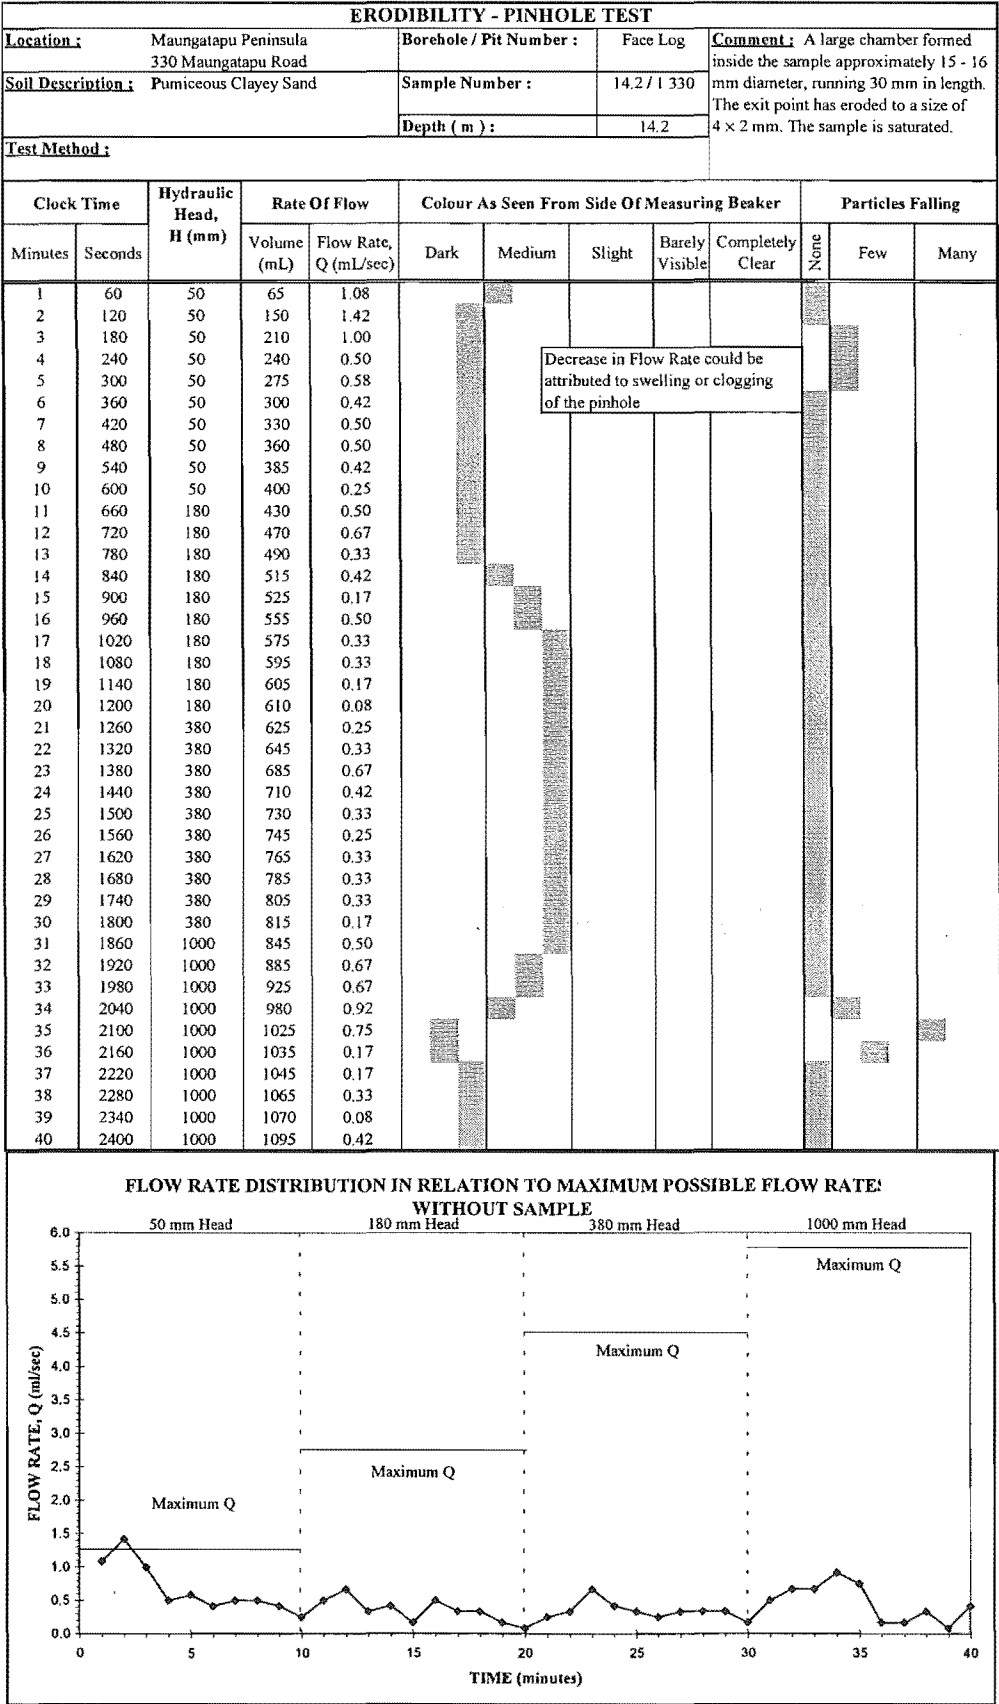 ERODIBILITY - PINHOLE TEST
Location : Maungatapu Peninsula
330 Maungatapu Road
Borehole / Pit Number : Face Log
Soil Description : Pumiceous Clayey Sand
Sample Number : 14.2 / 1 330
Depth ( m ) : 14.2
Comment : A large chamber formed
inside the sample approximately 15 - 16
mm diameter, running 30 mm in length.
The exit point has eroded to a size of
4 × 2 mm. The sample is saturated.
Test Method :
Clock Time Hydraulic Head, H (mm) Rate Of Flow Colour As Seen From Side Of Measuring Beaker Particles Falling
Minutes Seconds Volume (mL) Flow Rate, Q (mL/sec) Dark Medium Slight Barely Visible Completely Clear None Few Many
1 60 50 65 1.08
2 120 50 150 1.42
3 180 50 210 1.00
4 240 50 240 0.50
5 300 50 275 0.58
6 360 50 300 0.42
7 420 50 330 0.50
8 480 50 360 0.50
9 540 50 385 0.42
10 600 50 400 0.25
11 660 180 430 0.50
12 720 180 470 0.67
13 780 180 490 0.33
14 840 180 515 0.42
15 900 180 525 0.17
16 960 180 555 0.50
17 1020 180 575 0.33
18 1080 180 595 0.33
19 1140 180 605 0.17
20 1200 180 610 0.08
21 1260 380 625 0.25
22 1320 380 645 0.33
23 1380 380 685 0.67
24 1440 380 710 0.42
25 1500 380 730 0.33
26 1560 380 745 0.25
27 1620 380 765 0.33
28 1680 380 785 0.33
29 1740 380 805 0.33
30 1800 380 815 0.17
31 1860 1000 845 0.50
32 1920 1000 885 0.67
33 1980 1000 925 0.67
34 2040 1000 980 0.92
35 2100 1000 1025 0.75
36 2160 1000 1035 0.17
37 2220 1000 1045 0.17
38 2280 1000 1065 0.33
39 2340 1000 1070 0.08
40 2400 1000 1095 0.42
Decrease in Flow Rate could be
attributed to swelling or clogging
of the pinhole
FLOW RATE DISTRIBUTION IN RELATION TO MAXIMUM POSSIBLE FLOW RATES
WITHOUT SAMPLE
50 mm Head 180 mm Head 380 mm Head 1000 mm Head
FLOW RATE, Q (ml/sec)
6.0
5.5
5.0
4.5
4.0
3.5
3.0
2.5
2.0
1.5
1.0
0.5
0.0
Maximum Q
Maximum Q
Maximum Q
Maximum Q
0 5 10 15 20 25 30 35 40
TIME (minutes)